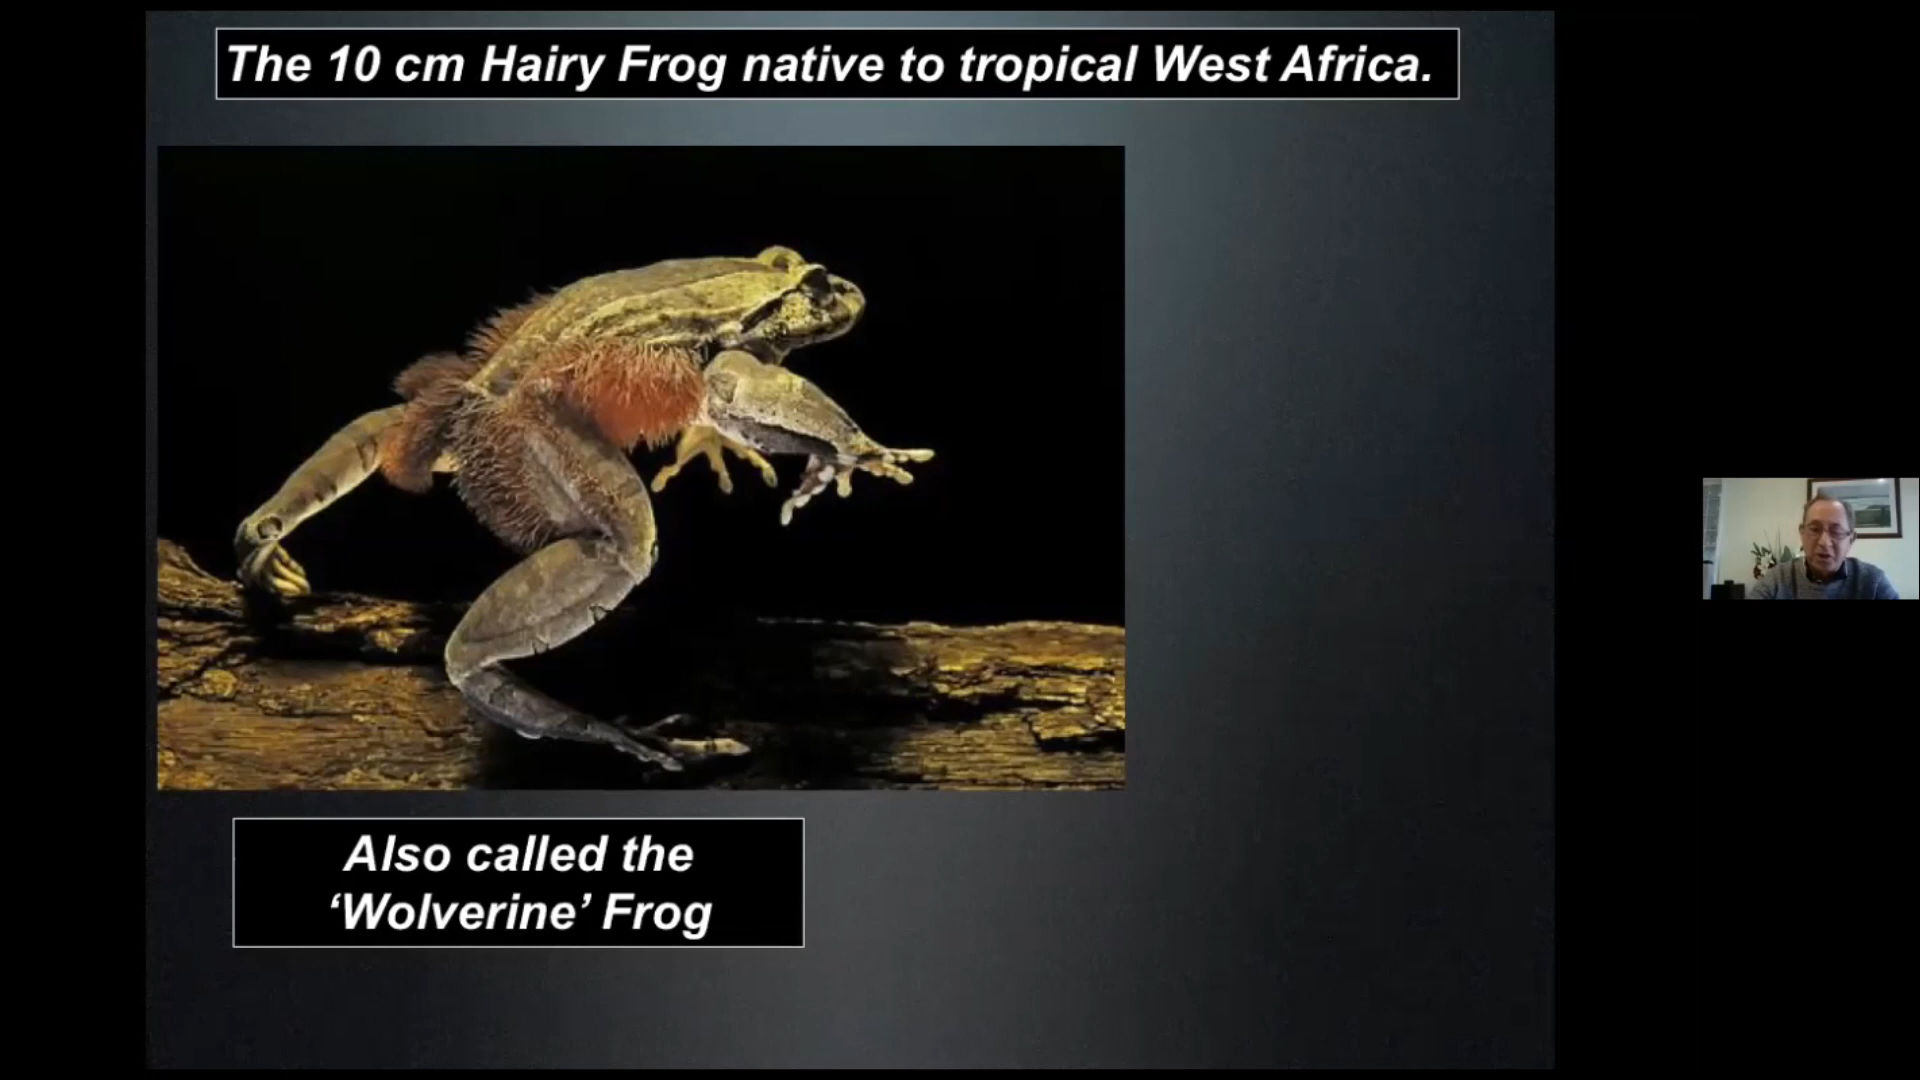 The 10 cm Hairy Frog native to tropical West Africa.
Also called the
‘Wolverine’ Frog